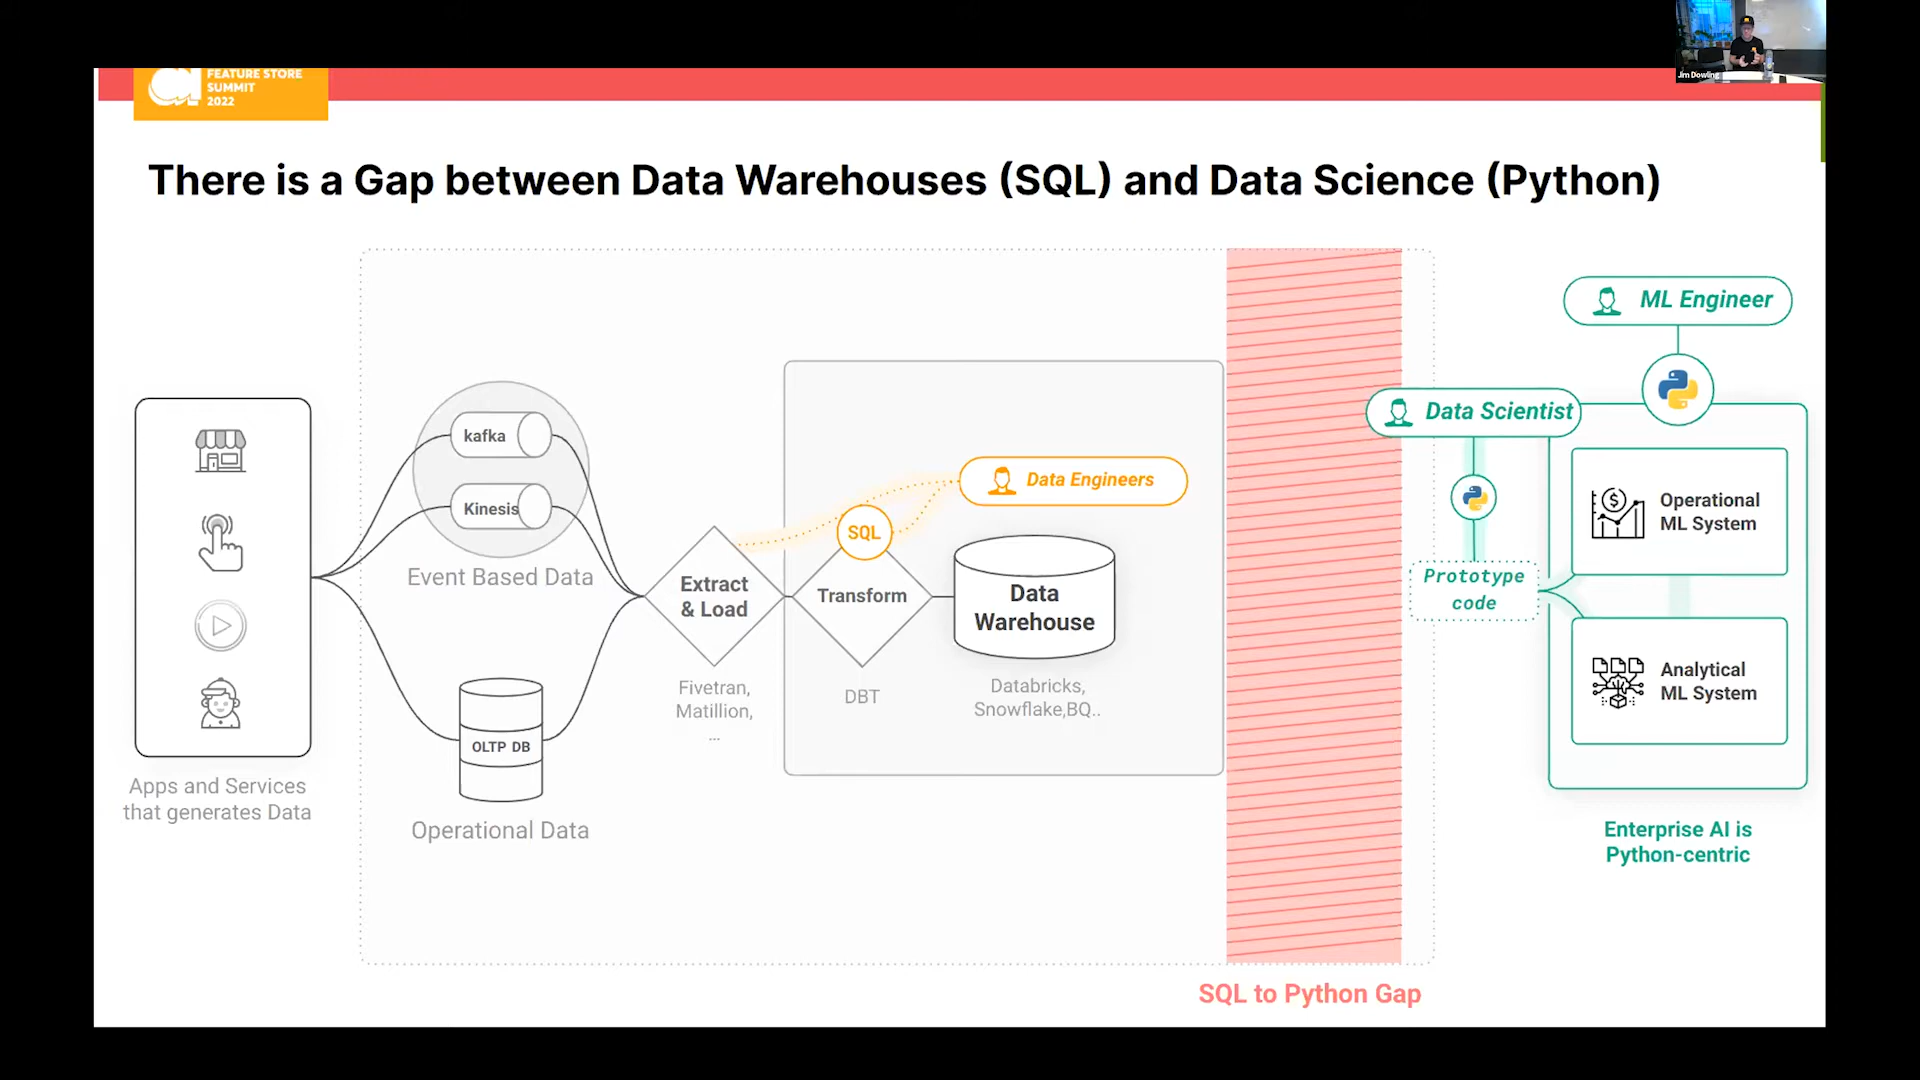 Jim Dowling
FEATURE STORE
SUMMIT
2022
There is a Gap between Data Warehouses (SQL) and Data Science (Python)
Apps and Services
that generates Data
kafka
Kinesis
Event Based Data
OLTP DB
Operational Data
Extract
& Load
Fivetran,
Matillion,
...
SQL
Transform
DBT
Data Engineers
Data
Warehouse
Databricks,
Snowflake,BQ..
SQL to Python Gap
Data Scientist
Prototype
code
ML Engineer
Operational
ML System
Analytical
ML System
Enterprise AI is
Python-centric